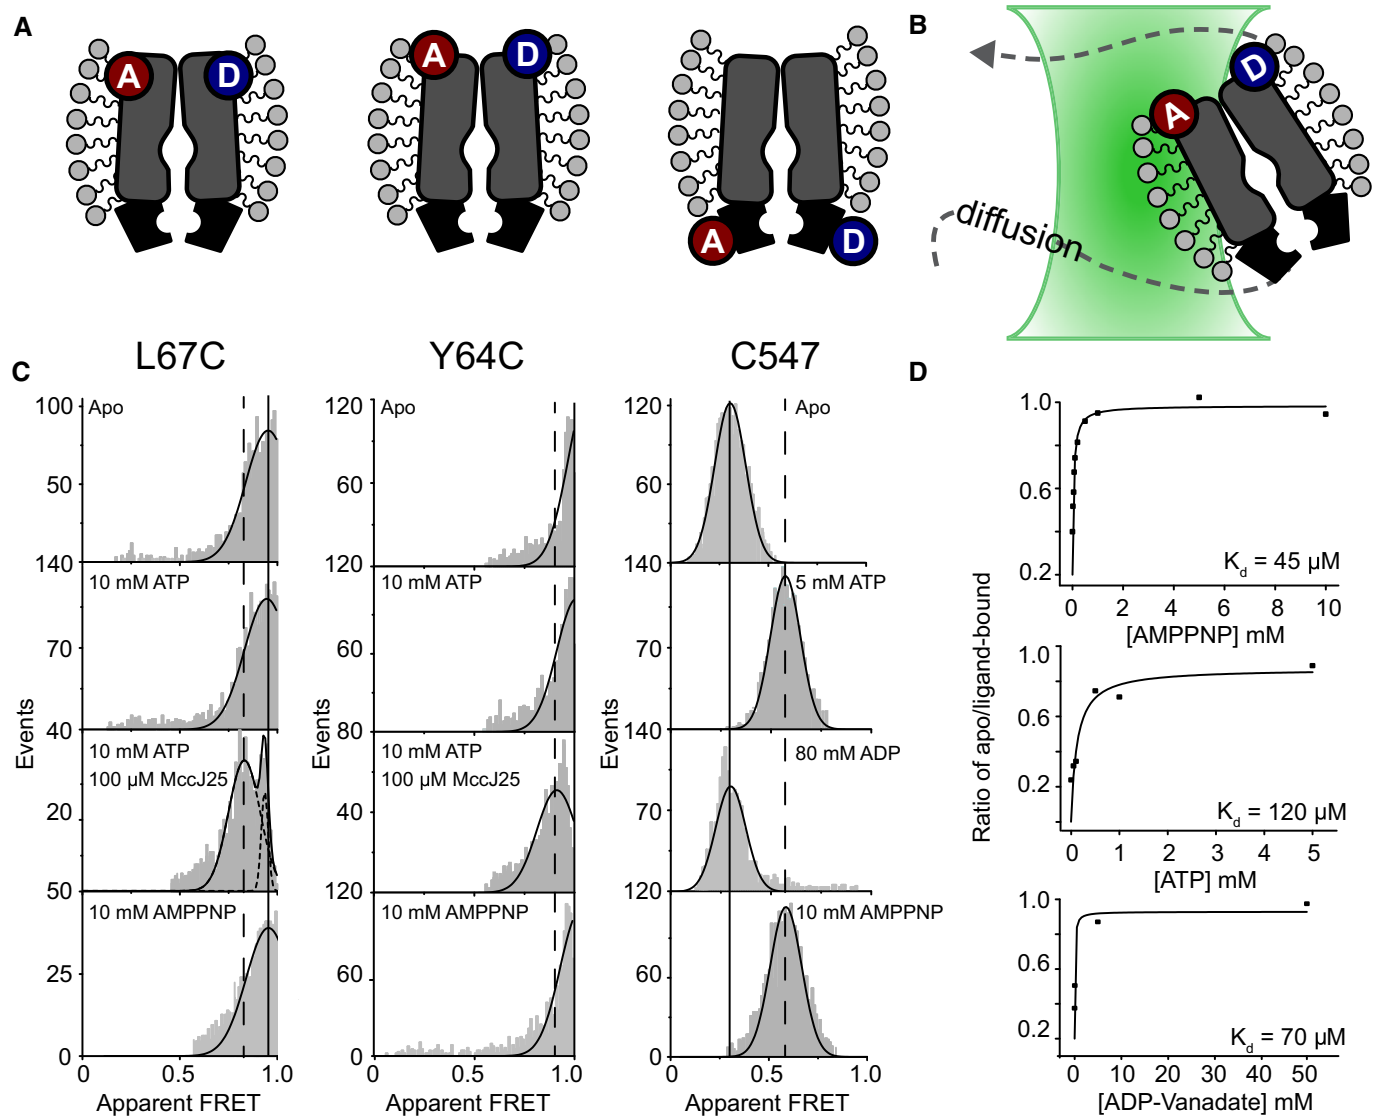 A
A
D
A
D
A
D
B
D
A
diffusion
L67C
Y64C
C547
C
D
Events
100
50
140
Apo
70
40
10 mM ATP
20
50
10 mM ATP
100 µM MccJ25
25
0
10 mM AMPPNP
0
0.5
1.0
Apparent FRET
Events
120
60
120
Apo
60
80
10 mM ATP
40
120
10 mM ATP
100 µM MccJ25
60
0
10 mM AMPPNP
0
0.5
1.0
Apparent FRET
Events
120
60
140
Apo
70
140
5 mM ATP
70
120
80 mM ADP
60
0
10 mM AMPPNP
0
0.5
1.0
Apparent FRET
Ratio of apo/ligand-bound
1.0
0.6
0.2
Kd = 45 µM
0 2 4 6 8 10
[AMPPNP] mM
1.0
0.6
0.2
Kd = 120 µM
0 1 2 3 4 5
[ATP] mM
1.0
0.6
0.2
Kd = 70 µM
0 10 20 30 40 50
[ADP-Vanadate] mM